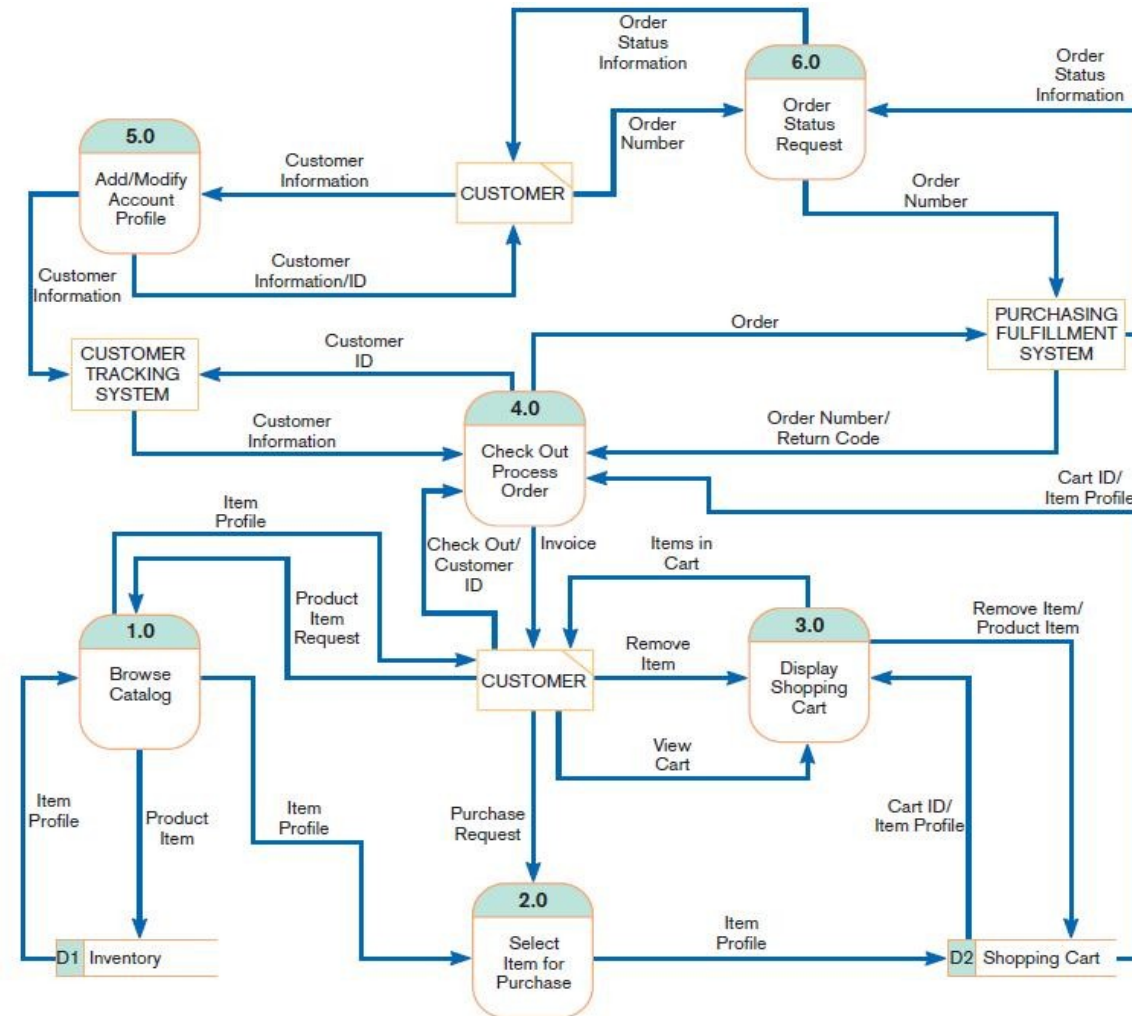 Order
Status
Information
6.0
Order
Status
Request
Order
Status
Information
Order
Number
5.0
Add/Modify
Account
Profile
Customer
Information
CUSTOMER
Order
Number
Customer
Information/ID
Customer
Information
CUSTOMER
TRACKING
SYSTEM
Customer
ID
Order
PURCHASING
FULFILLMENT
SYSTEM
4.0
Check Out
Process
Order
Customer
Information
Order Number/
Return Code
Cart ID/
Item Profile
Item
Profile
Check Out/
Customer
ID
Invoice
Items in
Cart
Product
Item
Request
1.0
Browse
Catalog
CUSTOMER
Remove
Item
3.0
Display
Shopping
Cart
Remove Item/
Product Item
View
Cart
Item
Profile
Product
Item
Item
Profile
Purchase
Request
Cart ID/
Item Profile
2.0
Select
Item for
Purchase
Item
Profile
D1 Inventory
D2 Shopping Cart